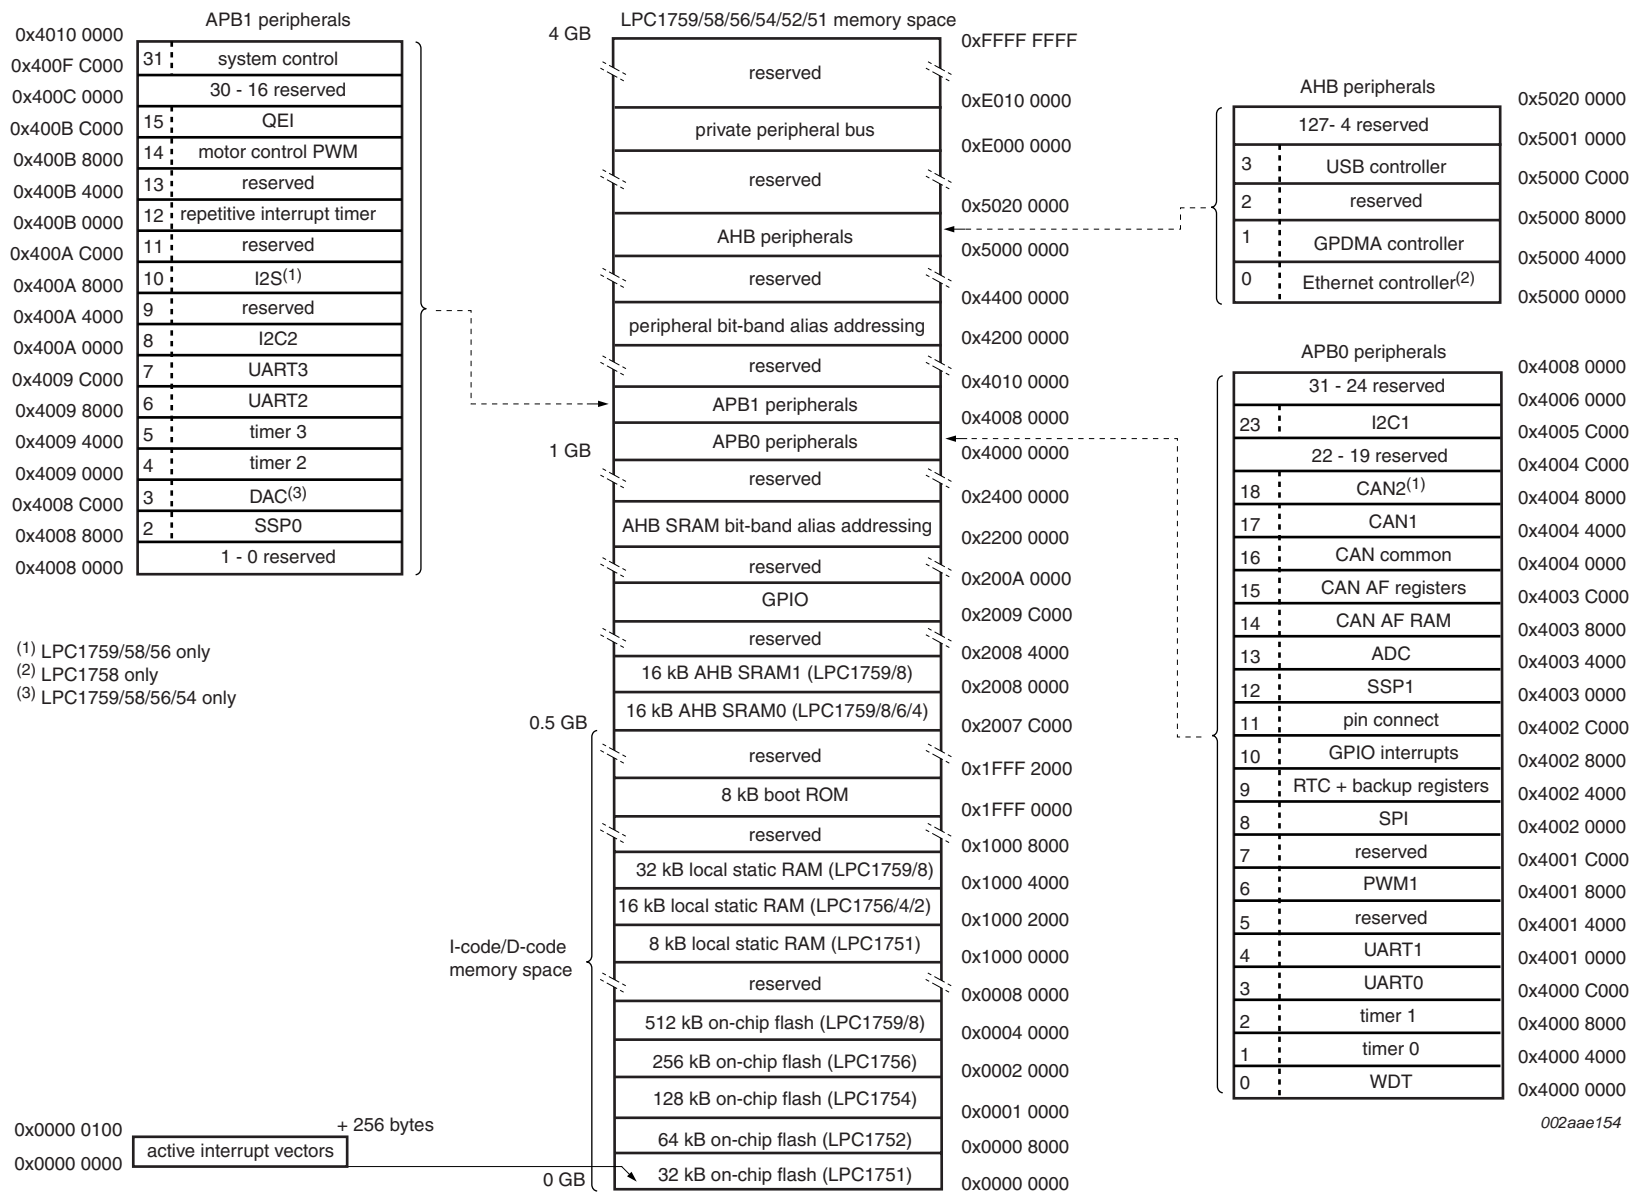 APB1 peripherals
0x4010 0000
31 system control
0x400F C000
30 - 16 reserved
0x400C 0000
15 QEI
0x400B C000
14 motor control PWM
0x400B 8000
13 reserved
0x400B 4000
12 repetitive interrupt timer
0x400B 0000
11 reserved
0x400A C000
10 I2S(1)
0x400A 8000
9 reserved
0x400A 4000
8 I2C2
0x400A 0000
7 UART3
0x4009 C000
6 UART2
0x4009 8000
5 timer 3
0x4009 4000
4 timer 2
0x4009 0000
3 DAC(3)
0x4008 C000
2 SSP0
0x4008 8000
1 - 0 reserved
0x4008 0000
(1) LPC1759/58/56 only
(2) LPC1758 only
(3) LPC1759/58/56/54 only
0x0000 0100
+ 256 bytes
active interrupt vectors
0x0000 0000
LPC1759/58/56/54/52/51 memory space
4 GB
0xFFFF FFFF
reserved
0xE010 0000
private peripheral bus
0xE000 0000
reserved
0x5020 0000
AHB peripherals
0x5000 0000
reserved
0x4400 0000
peripheral bit-band alias addressing
0x4200 0000
reserved
0x4010 0000
APB1 peripherals
0x4008 0000
APB0 peripherals
1 GB
0x4000 0000
reserved
0x2400 0000
AHB SRAM bit-band alias addressing
0x2200 0000
reserved
0x200A 0000
GPIO
0x2009 C000
reserved
0x2008 4000
16 kB AHB SRAM1 (LPC1759/8)
0x2008 0000
16 kB AHB SRAM0 (LPC1759/8/6/4)
0.5 GB
0x2007 C000
reserved
0x1FFF 2000
8 kB boot ROM
0x1FFF 0000
reserved
0x1000 8000
32 kB local static RAM (LPC1759/8)
0x1000 4000
16 kB local static RAM (LPC1756/4/2)
0x1000 2000
8 kB local static RAM (LPC1751)
I-code/D-code
memory space
0x1000 0000
reserved
0x0008 0000
512 kB on-chip flash (LPC1759/8)
0x0004 0000
256 kB on-chip flash (LPC1756)
0x0002 0000
128 kB on-chip flash (LPC1754)
0x0001 0000
64 kB on-chip flash (LPC1752)
0x0000 8000
32 kB on-chip flash (LPC1751)
0 GB
0x0000 0000
AHB peripherals
0x5020 0000
127- 4 reserved
0x5001 0000
3 USB controller
0x5000 C000
2 reserved
0x5000 8000
1 GPDMA controller
0x5000 4000
0 Ethernet controller(2)
0x5000 0000
APB0 peripherals
0x4008 0000
31 - 24 reserved
0x4006 0000
23 I2C1
0x4005 C000
22 - 19 reserved
0x4004 C000
18 CAN2(1)
0x4004 8000
17 CAN1
0x4004 4000
16 CAN common
0x4004 0000
15 CAN AF registers
0x4003 C000
14 CAN AF RAM
0x4003 8000
13 ADC
0x4003 4000
12 SSP1
0x4003 0000
11 pin connect
0x4002 C000
10 GPIO interrupts
0x4002 8000
9 RTC + backup registers
0x4002 4000
8 SPI
0x4002 0000
7 reserved
0x4001 C000
6 PWM1
0x4001 8000
5 reserved
0x4001 4000
4 UART1
0x4001 0000
3 UART0
0x4000 C000
2 timer 1
0x4000 8000
1 timer 0
0x4000 4000
0 WDT
0x4000 0000
002aae154